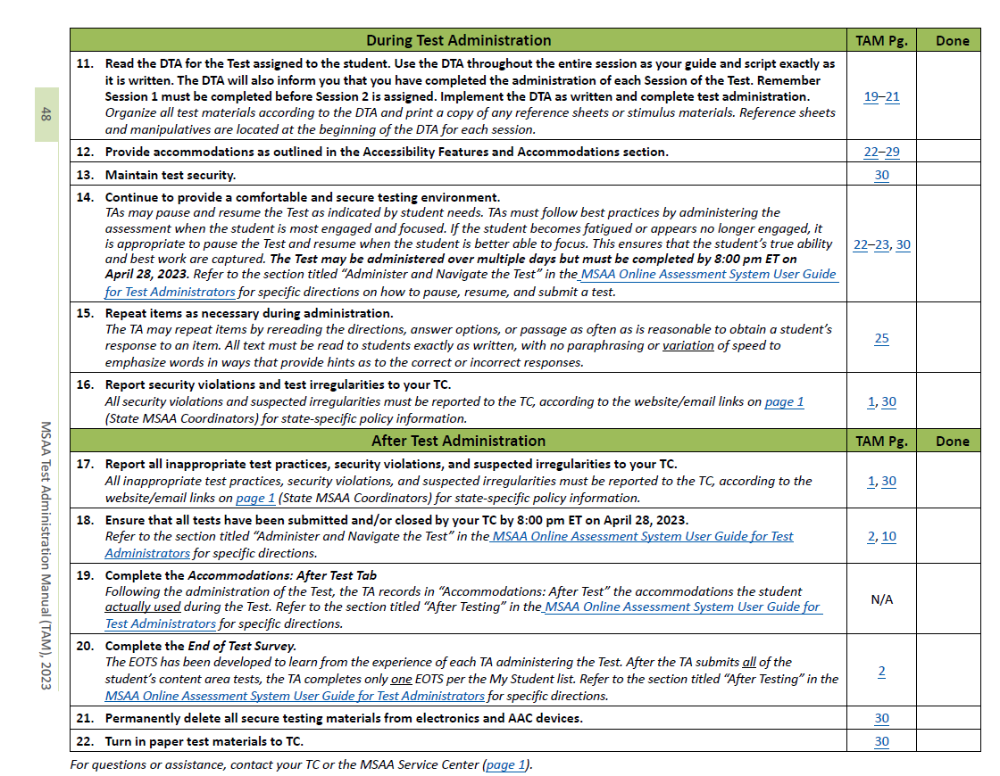 During Test Administration TAM Pg. Done
11. Read the DTA for the Test assigned to the student. Use the DTA throughout the entire session as your guide and script exactly as
it is written. The DTA will also inform you that you have completed the administration of each Session of the Test. Remember
Session 1 must be completed before Session 2 is assigned. Implement the DTA as written and complete test administration.
Organize all test materials according to the DTA and print a copy of any reference sheets or stimulus materials. Reference sheets
and manipulatives are located at the beginning of the DTA for each session.
19–21
12. Provide accommodations as outlined in the Accessibility Features and Accommodations section. 22–29
13. Maintain test security. 30
14. Continue to provide a comfortable and secure testing environment.
TAs may pause and resume the Test as indicated by student needs. TAs must follow best practices by administering the
assessment when the student is most engaged and focused. If the student becomes fatigued or appears no longer engaged, it
is appropriate to pause the Test and resume when the student is better able to focus. This ensures that the student's true ability
and best work are captured. The Test may be administered over multiple days but must be completed by 8:00 pm ET on
April 28, 2023. Refer to the section titled "Administer and Navigate the Test" in the MSAA Online Assessment System User Guide
for Test Administrators for specific directions on how to pause, resume, and submit a test.
22–23, 30
15. Repeat items as necessary during administration.
The TA may repeat items by rereading the directions, answer options, or passage as often as is reasonable to obtain a student's
response to an item. All text must be read to students exactly as written, with no paraphrasing or variation of speed to
emphasize words in ways that provide hints as to the correct or incorrect responses.
25
16. Report security violations and test irregularities to your TC.
All security violations and suspected irregularities must be reported to the TC, according to the website/email links on page 1
(State MSAA Coordinators) for state-specific policy information.
1, 30
After Test Administration TAM Pg. Done
17. Report all inappropriate test practices, security violations, and suspected irregularities to your TC.
All inappropriate test practices, security violations, and suspected irregularities must be reported to the TC, according to the
website/email links on page 1 (State MSAA Coordinators) for state-specific policy information.
1, 30
18. Ensure that all tests have been submitted and/or closed by your TC by 8:00 pm ET on April 28, 2023.
Refer to the section titled "Administer and Navigate the Test" in the MSAA Online Assessment System User Guide for Test
Administrators for specific directions.
2, 10
19. Complete the Accommodations: After Test Tab
Following the administration of the Test, the TA records in "Accommodations: After Test" the accommodations the student
actually used during the Test. Refer to the section titled "After Testing" in the MSAA Online Assessment System User Guide for
Test Administrators for specific directions.
N/A
20. Complete the End of Test Survey.
The EOTS has been developed to learn from the experience of each TA administering the Test. After the TA submits all of the
student's content area tests, the TA completes only one EOTS per the My Student list. Refer to the section titled "After Testing" in the
MSAA Online Assessment System User Guide for Test Administrators for specific directions.
2
21. Permanently delete all secure testing materials from electronics and AAC devices. 30
22. Turn in paper test materials to TC. 30
For questions or assistance, contact your TC or the MSAA Service Center (page 1).
48
MSAA Test Administration Manual (TAM), 2023